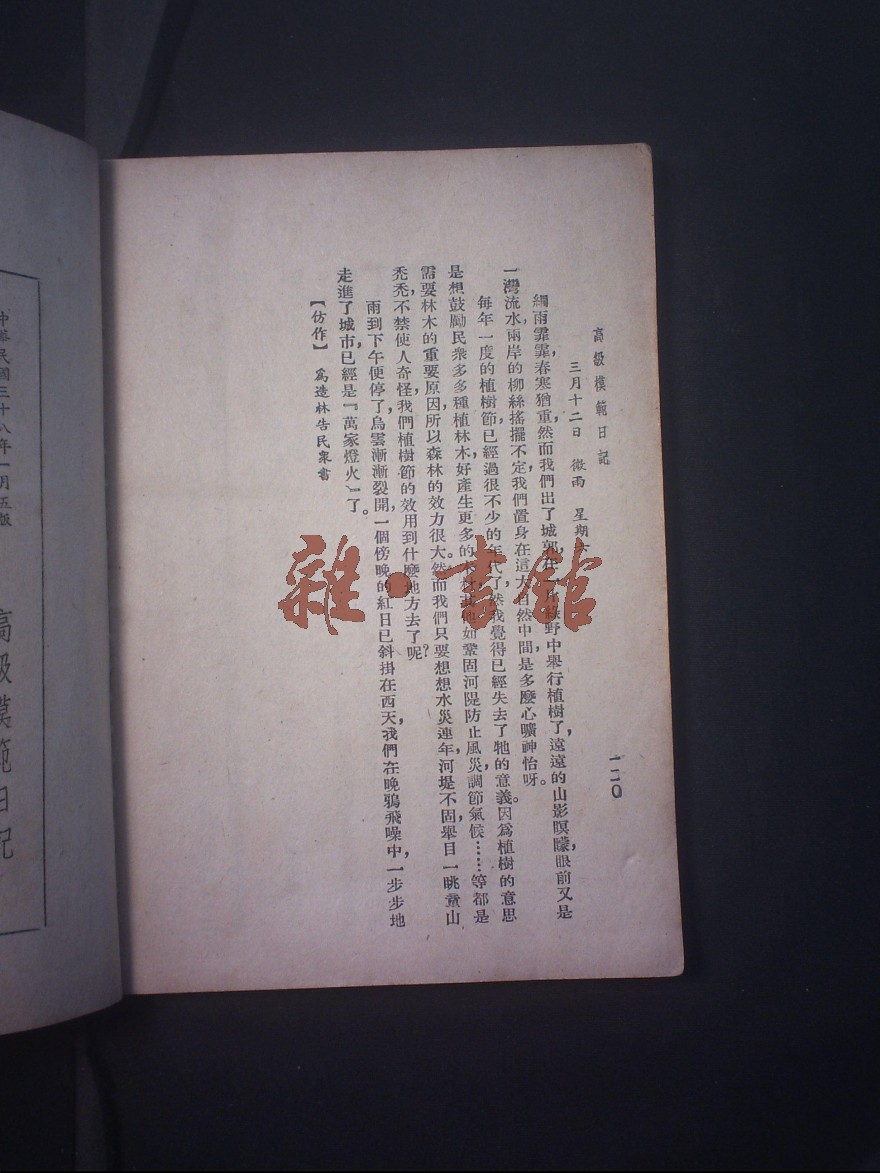 高級模範日記
一二〇
三月十二日　微雨　星期
細雨霏霏，春寒猶重，然而我們出了城郭，在一片綠野中舉行植樹了，遠遠的山影瞑朦，眼前又是
一灣流水，兩岸的柳絲搖擺不定，我們置身在這大自然中間，是多麼心曠神怡呀。
每年一度的植樹節已經過很不少的年代了，然我覺得已經失去了牠的意義。因爲植樹的意思
是想鼓勵民衆多多種植林木，好產生更多的木材，其他如鞏固河隄，防止風災，調節氣候……等都是
需要林木的重要原因，所以森林的效力很大。然而我們只要想想水災連年，河堤不固，舉目一眺，童山
禿禿，不禁使人奇怪，我們植樹節的效用到什麼地方去了呢？
雨到下午便停了，烏雲漸漸裂開，一個傍晚的紅日已斜掛在西天，我們在晚鴉飛噪中，一步步地
走進了城市，已經是『萬家燈火』了。
【仿作】　爲造林告民衆書
雜·書館
中華民國三十八年一月五版
高級模範日記